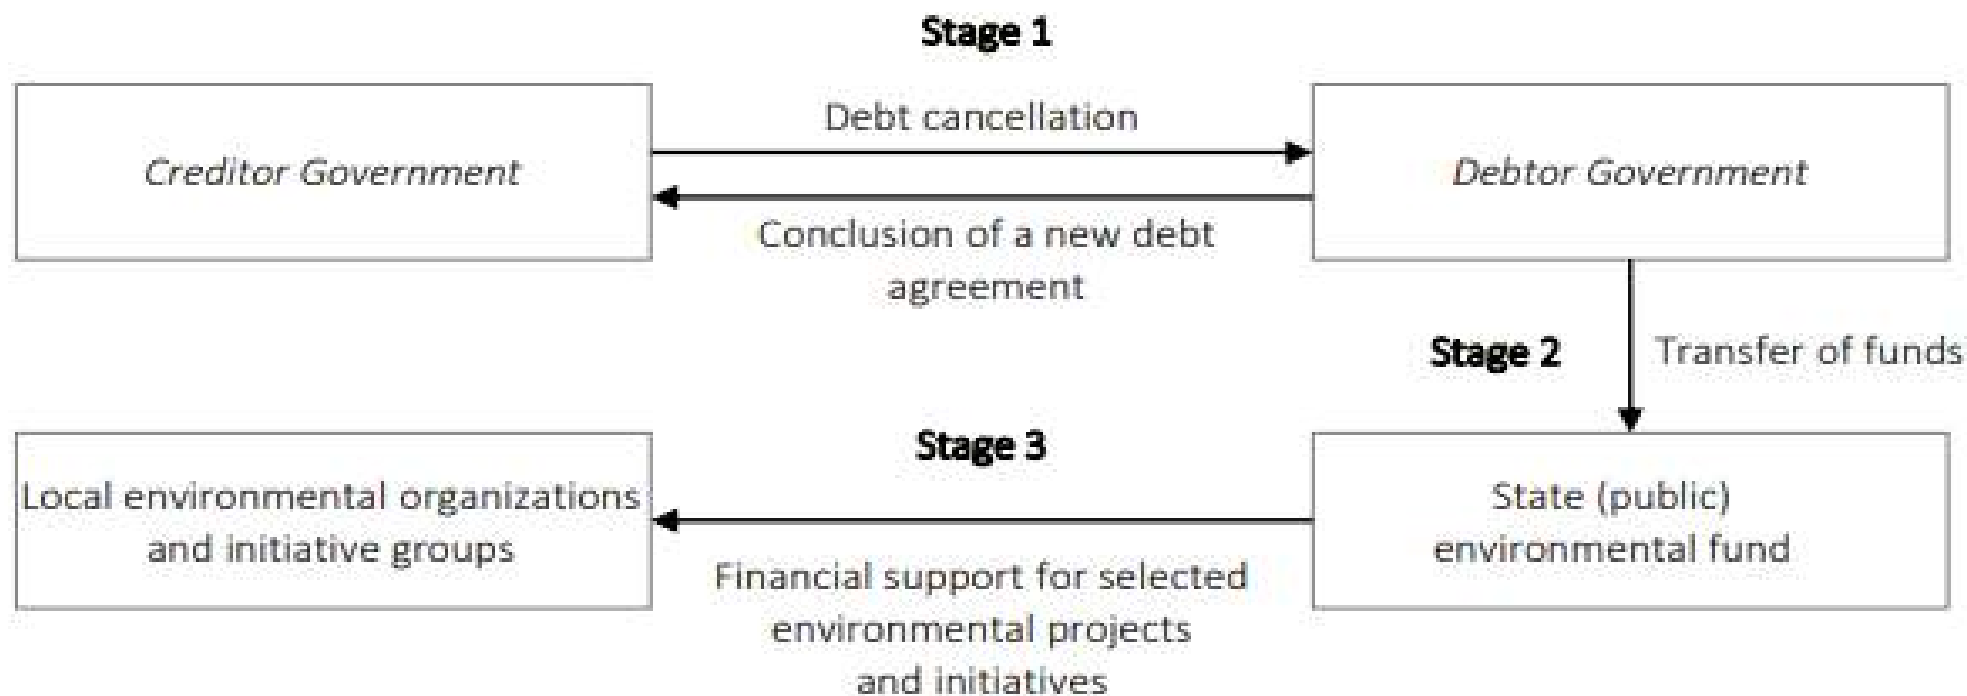 Stage 1
Debt cancellation
Creditor Government
Debtor Government
Conclusion of a new debt
agreement
Stage 2
Transfer of funds
Stage 3
Local environmental organizations
and initiative groups
State (public)
environmental fund
Financial support for selected
environmental projects
and initiatives